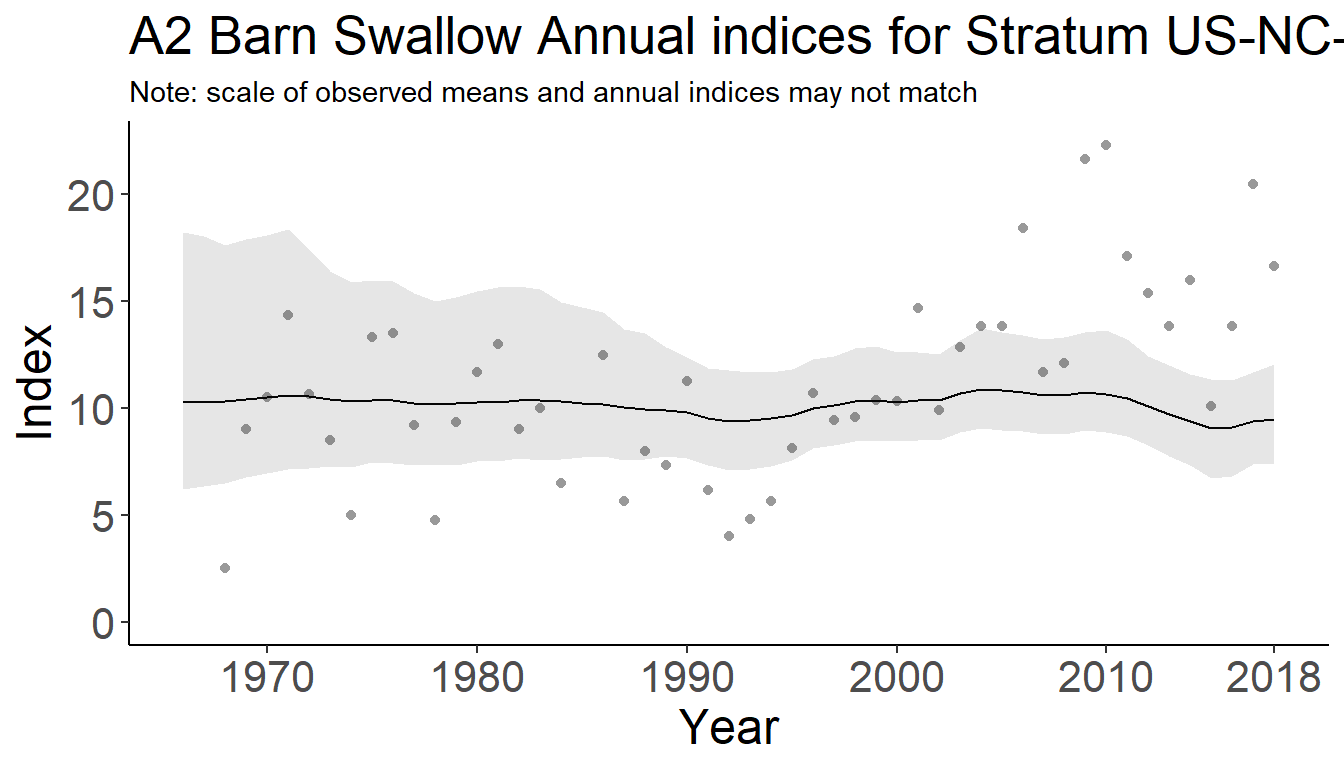 A2 Barn Swallow Annual indices for Stratum US-NC-
Note: scale of observed means and annual indices may not match
20
15
10
5
0
Index
1970 1980 1990 2000 2010 2018
Year